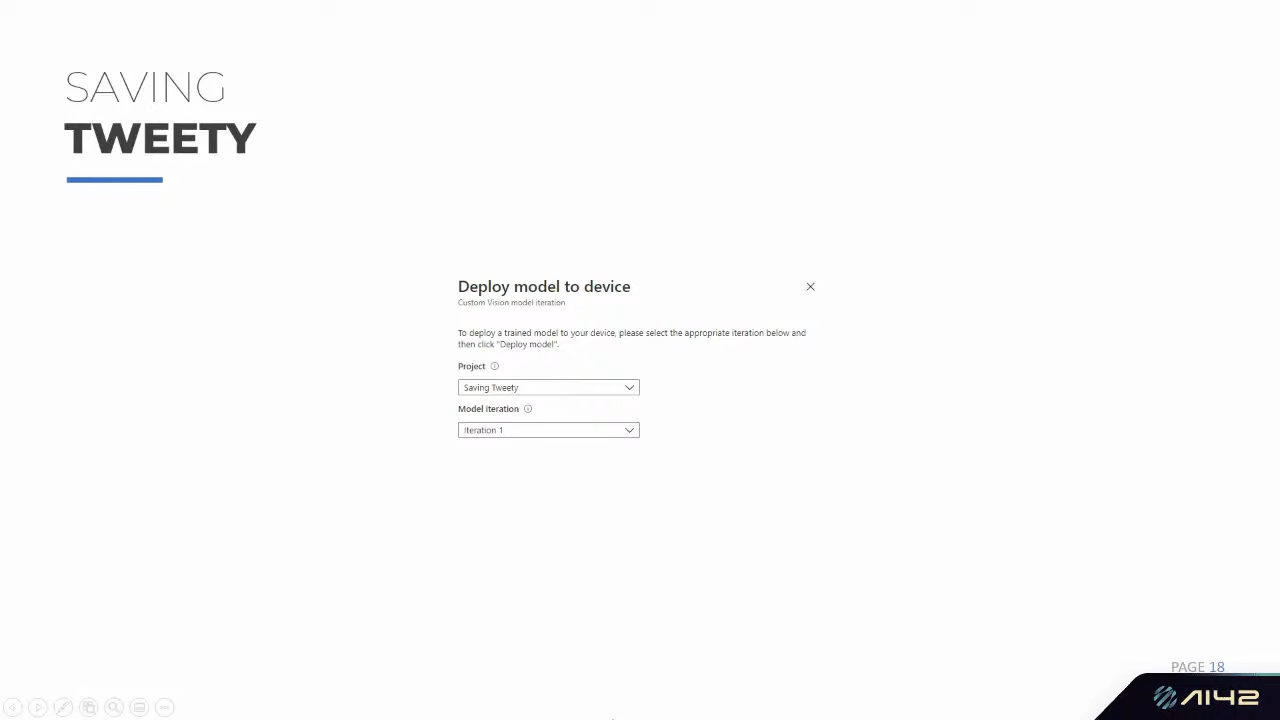 SAVING
TWEETY
Deploy model to device
Custom Vision model iteration
To deploy a trained model to your device, please select the appropriate iteration below and
then click "Deploy model".
Project
Saving Tweety
Model iteration
Iteration 1
PAGE 18
AI42